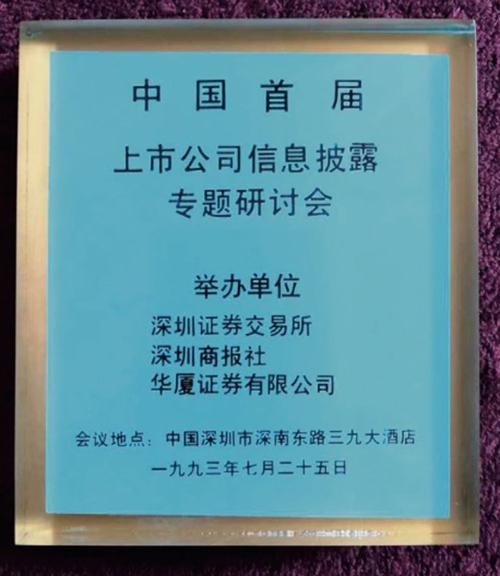 中国首届
上市公司信息披露
专题研讨会
举办单位
深圳证券交易所
深圳商报社
华厦证券有限公司
会议地点：中国深圳市深南东路三九大酒店
一九九三年七月二十五日